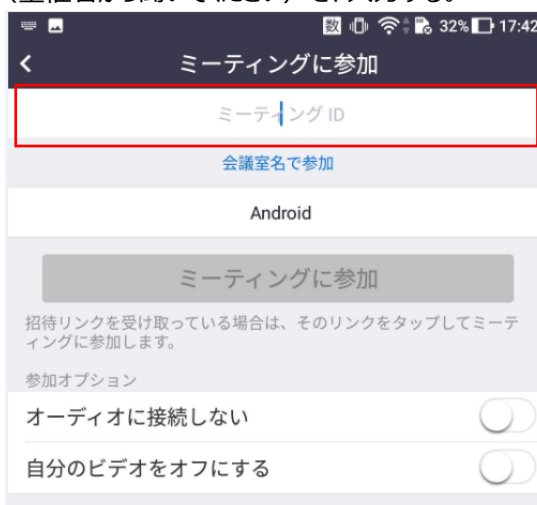 数 32% 17:42
ミーティングに参加
ミーティング ID
会議室名で参加
Android
ミーティングに参加
招待リンクを受け取っている場合は、そのリンクをタップしてミーテ
ィングに参加します。
参加オプション
オーディオに接続しない
自分のビデオをオフにする